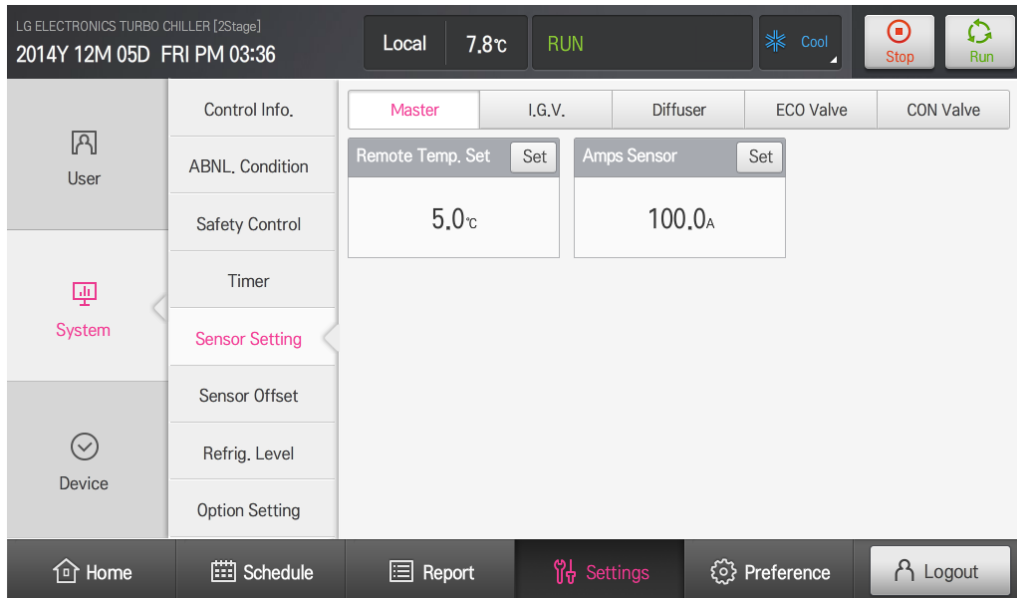 LG ELECTRONICS TURBO CHILLER [2Stage]
2014Y 12M 05D FRI PM 03:36
Local 7.8℃ RUN Cool Stop Run
User
System
Device
Control Info.
ABNL. Condition
Safety Control
Timer
Sensor Setting
Sensor Offset
Refrig. Level
Option Setting
Master I.G.V. Diffuser ECO Valve CON Valve
Remote Temp. Set Set
5.0℃
Amps Sensor Set
100.0A
Home Schedule Report Settings Preference Logout